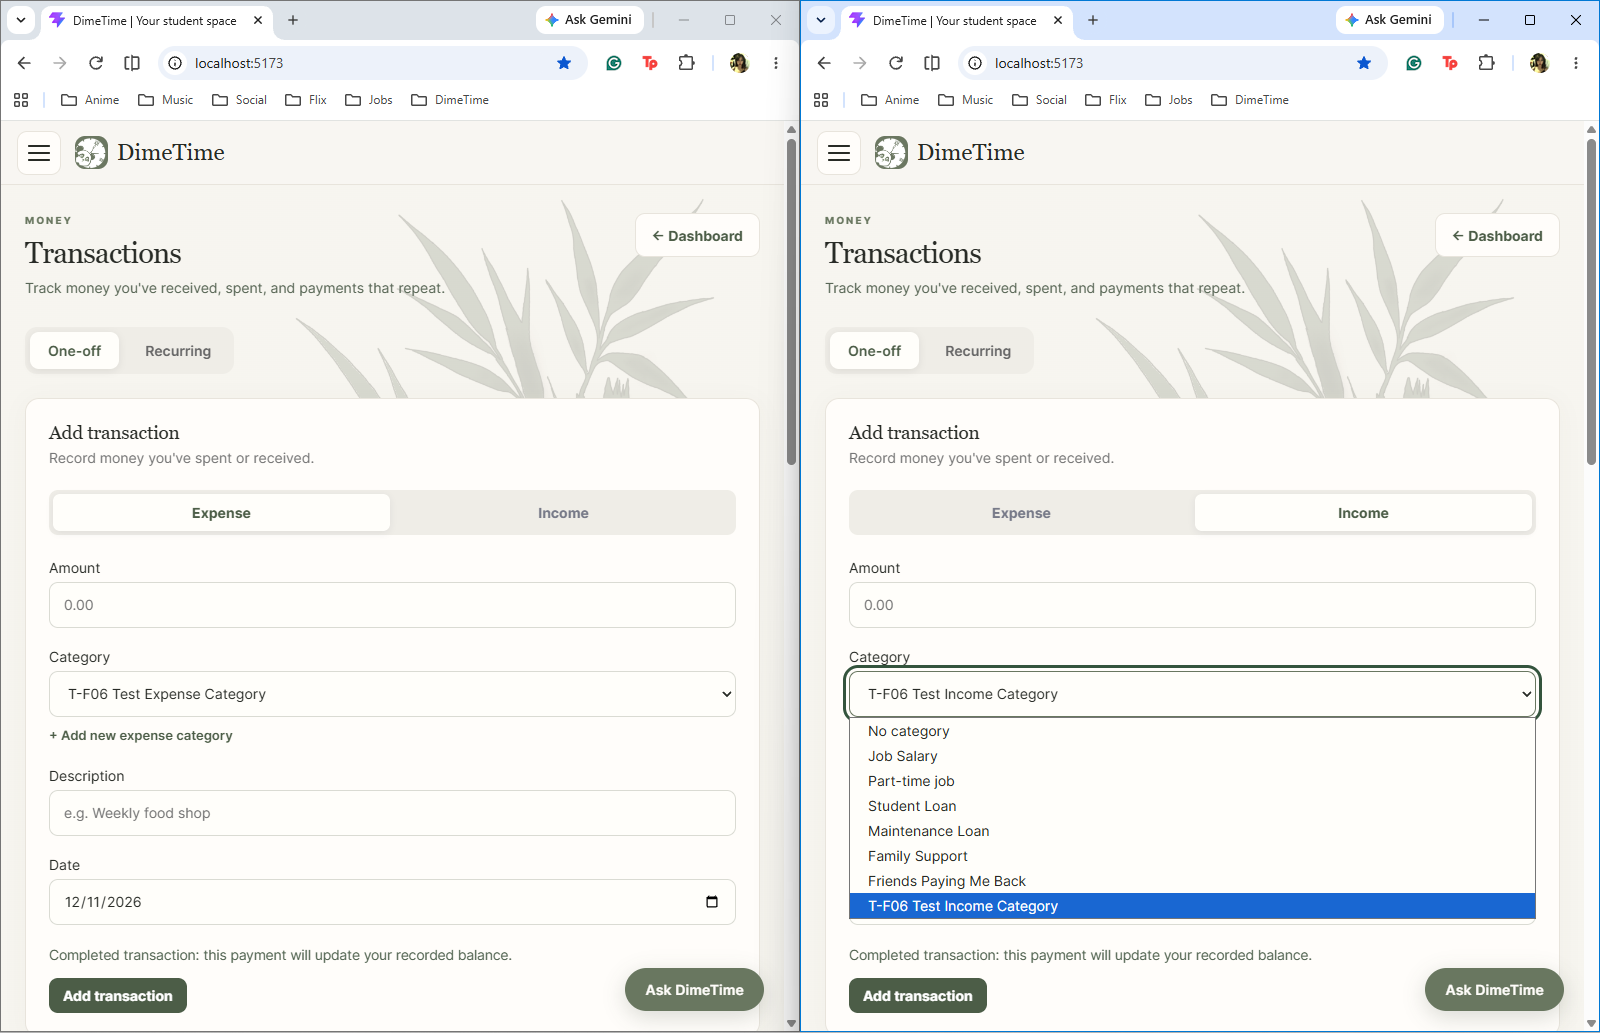 DimeTime | Your student space
Ask Gemini
localhost:5173
Anime
Music
Social
Flix
Jobs
DimeTime
DimeTime
MONEY
Transactions
← Dashboard
Track money you've received, spent, and payments that repeat.
One-off
Recurring
Add transaction
Record money you've spent or received.
Expense
Income
Amount
0.00
Category
T-F06 Test Expense Category
+ Add new expense category
Description
e.g. Weekly food shop
Date
12/11/2026
Completed transaction: this payment will update your recorded balance.
Add transaction
Ask DimeTime
DimeTime | Your student space
Ask Gemini
localhost:5173
Tp
Anime
Music
Social
Flix
Jobs
DimeTime
DimeTime
MONEY
Transactions
← Dashboard
Track money you've received, spent, and payments that repeat.
One-off
Recurring
Add transaction
Record money you've spent or received.
Expense
Income
Amount
0.00
Category
T-F06 Test Income Category
No category
Job Salary
Part-time job
Student Loan
Maintenance Loan
Family Support
Friends Paying Me Back
T-F06 Test Income Category
Completed transaction: this payment will update your recorded balance.
Add transaction
Ask DimeTime